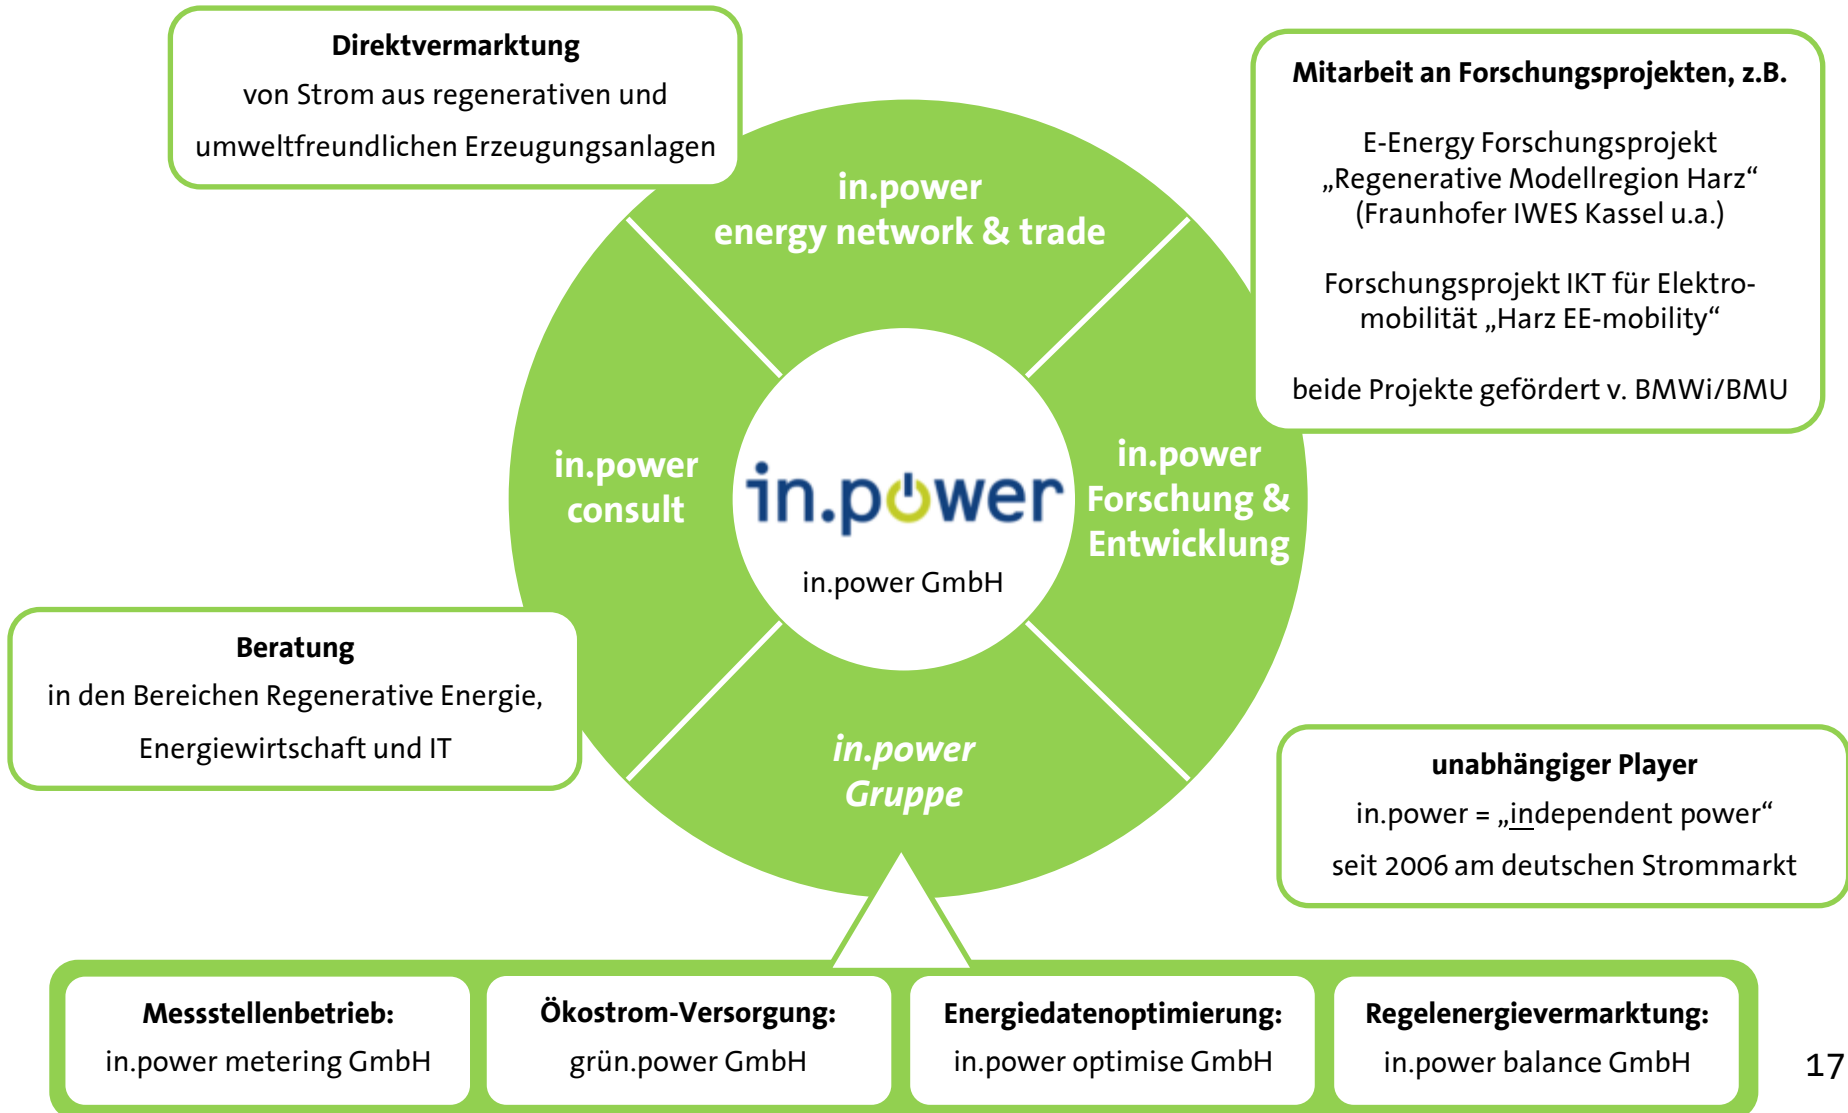 Direktvermarktung
von Strom aus regenerativen und
umweltfreundlichen Erzeugungsanlagen
Mitarbeit an Forschungsprojekten, z.B.
E-Energy Forschungsprojekt
„Regenerative Modellregion Harz“
(Fraunhofer IWES Kassel u.a.)
Forschungsprojekt IKT für Elektro-
mobilität „Harz EE-mobility“
beide Projekte gefördert v. BMWi/BMU
in.power
energy network & trade
in.power
consult
in.power
in.power GmbH
in.power
Forschung &
Entwicklung
Beratung
in den Bereichen Regenerative Energie,
Energiewirtschaft und IT
in.power
Gruppe
unabhängiger Player
in.power = „independent power“
seit 2006 am deutschen Strommarkt
Messstellenbetrieb:
in.power metering GmbH
Ökostrom-Versorgung:
grün.power GmbH
Energiedatenoptimierung:
in.power optimise GmbH
Regelenergievermarktung:
in.power balance GmbH
17